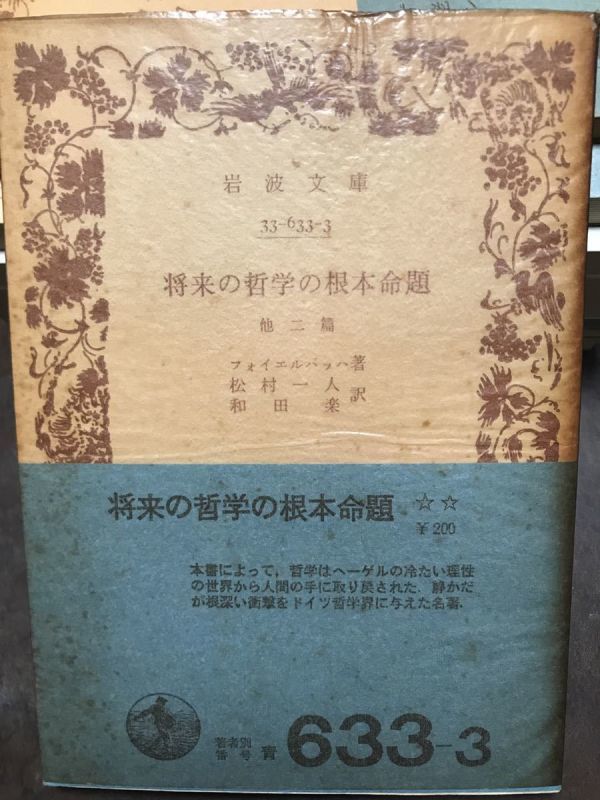 岩波文庫
33-633-3
将来の哲学の根本命題
他二篇
フォイエルバッハ著
松村一人
和田楽訳
将来の哲学の根本命題 ☆☆
¥200
本書によって，哲学はヘーゲルの冷たい理性
の世界から人間の手に取り戻された．静かだ
が根深い衝撃をドイツ哲学界に与えた名著．
著者別
番号 青 633-3